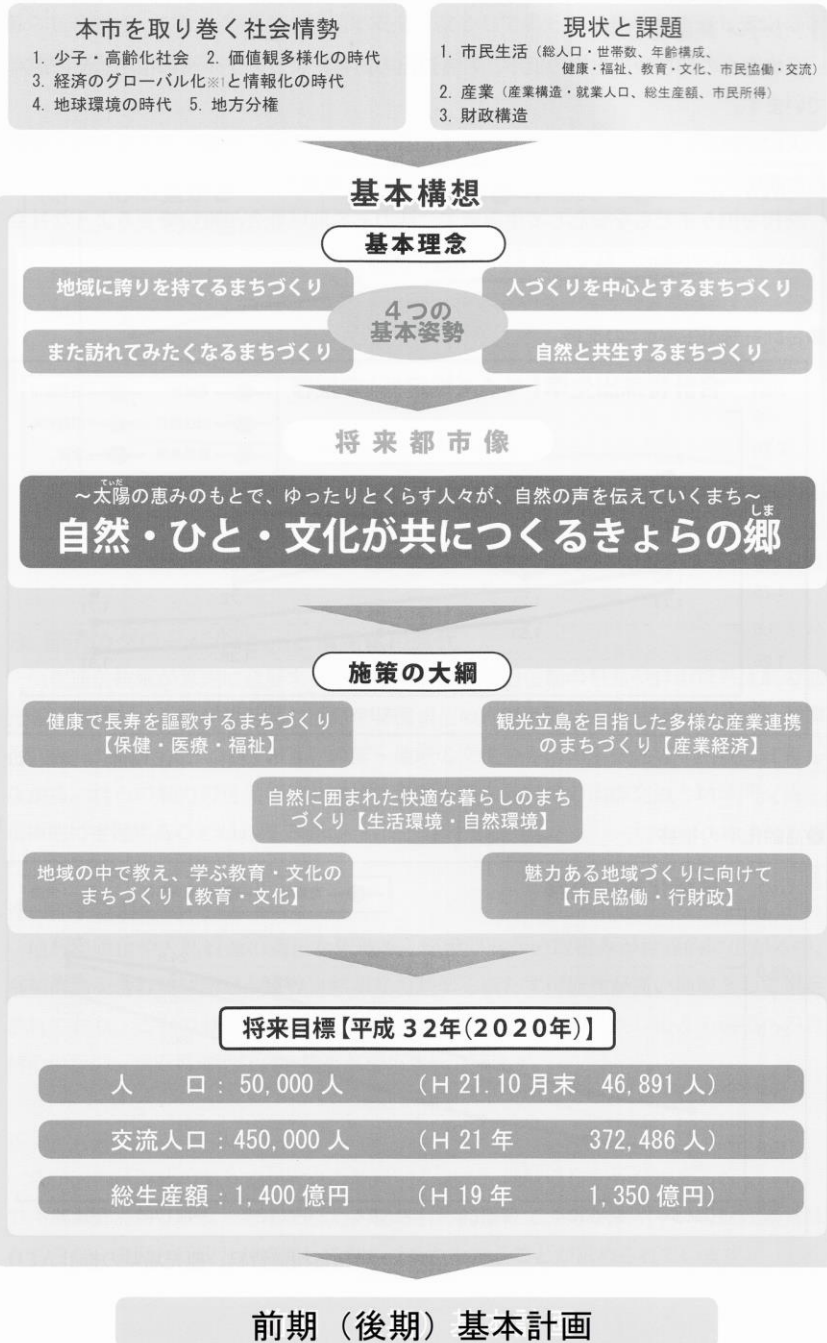 本市を取り巻く社会情勢
1. 少子・高齢化社会 2. 価値観多様化の時代
3. 経済のグローバル化※1と情報化の時代
4. 地球環境の時代 5. 地方分権
現状と課題
1. 市民生活（総人口・世帯数、年齢構成、
健康・福祉、教育・文化、市民協働・交流）
2. 産業（産業構造・就業人口、総生産額、市民所得）
3. 財政構造
基本構想
基本理念
地域に誇りを持てるまちづくり
人づくりを中心とするまちづくり
4つの
基本姿勢
また訪れてみたくなるまちづくり
自然と共生するまちづくり
将来都市像
てぃだ
～太陽の恵みのもとで、ゆったりとくらす人々が、自然の声を伝えていくまち～
しま
自然・ひと・文化が共につくるきょらの郷
施策の大綱
健康で長寿を謳歌するまちづくり
【保健・医療・福祉】
観光立島を目指した多様な産業連携
のまちづくり【産業経済】
自然に囲まれた快適な暮らしのまち
づくり【生活環境・自然環境】
地域の中で教え、学ぶ教育・文化の
まちづくり【教育・文化】
魅力ある地域づくりに向けて
【市民協働・行財政】
将来目標【平成32年(2020年)】
人 口：50,000人 （H21.10月末 46,891人）
交流人口：450,000人 （H21年 372,486人）
総生産額：1,400億円 （H19年 1,350億円）
前期（後期）基本計画